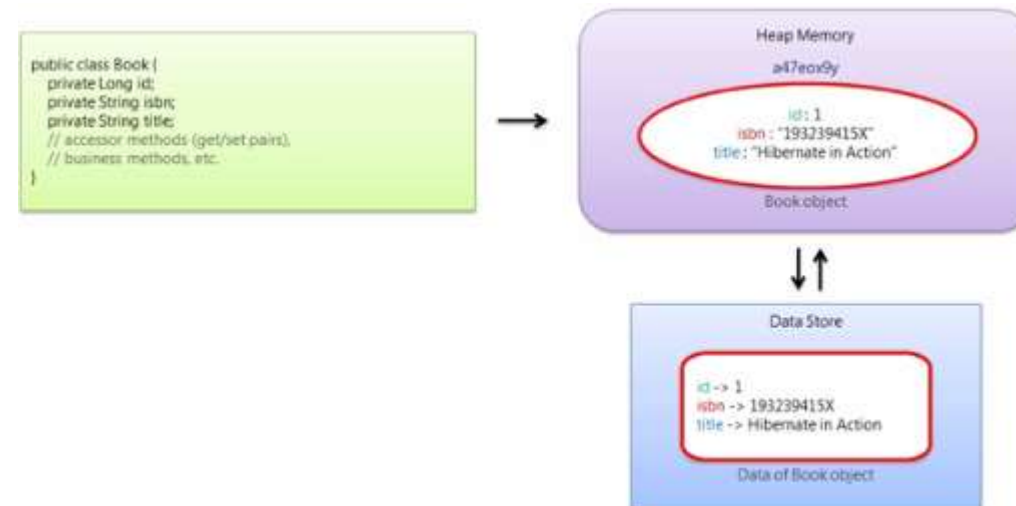 public class Book {
private Long id;
private String isbn;
private String title;
// accessor methods (get/set pairs),
// business methods, etc.
}
Heap Memory
a47eox9y
id : 1
isbn : "193239415X"
title : "Hibernate in Action"
Book object
Data Store
id -> 1
isbn -> 193239415X
title -> Hibernate in Action
Data of Book object